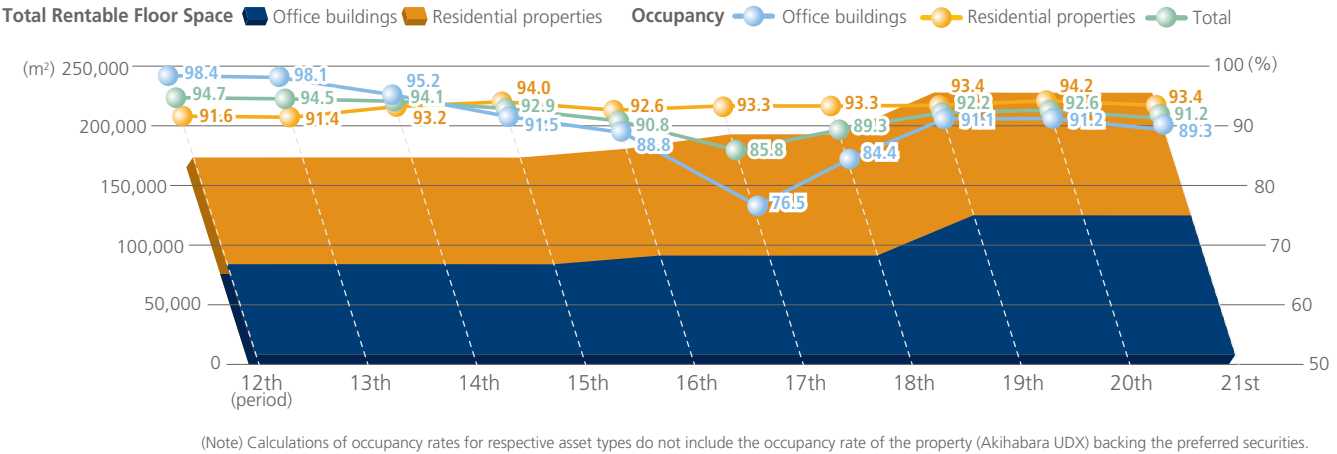 Total Rentable Floor Space Office buildings Residential properties Occupancy Office buildings Residential properties Total
(m²) 250,000 100 (%)
200,000 90
150,000 80
100,000 70
50,000 60
0 50
98.4 98.1 95.2 91.5 88.8 76.5 84.4 91.1 91.2 89.3
94.7 94.5 94.1 92.9 90.8 85.8 89.3 92.2 92.6 91.2
91.6 91.4 93.2 94.0 92.6 93.3 93.3 93.4 94.2 93.4
12th 13th 14th 15th 16th 17th 18th 19th 20th 21st
(period)
(Note) Calculations of occupancy rates for respective asset types do not include the occupancy rate of the property (Akihabara UDX) backing the preferred securities.